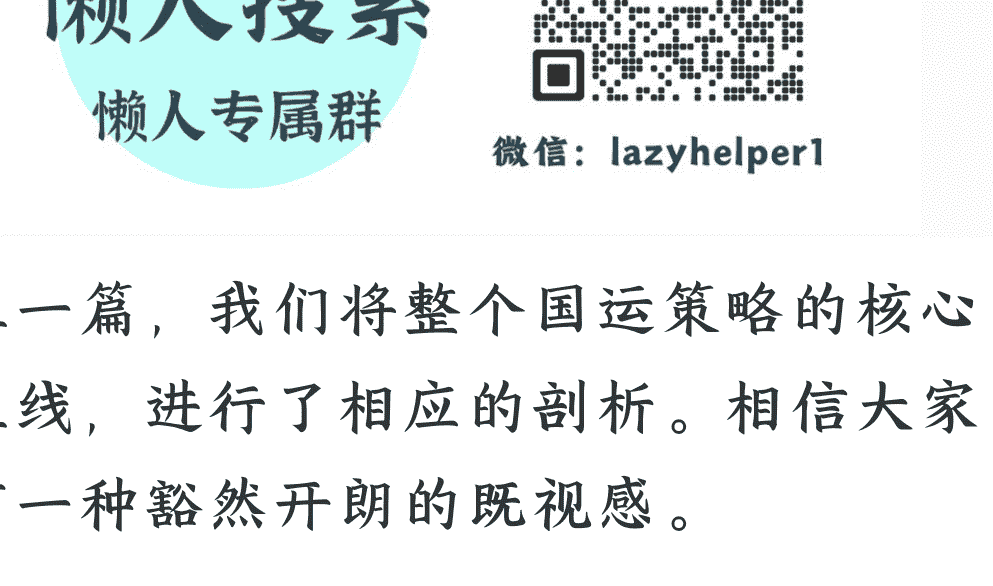 懒人搜索
懒人专属群
微信：lazyhelper1
一篇，我们将整个国运策略的核心
线，进行了相应的剖析。相信大家
一种豁然开朗的既视感。